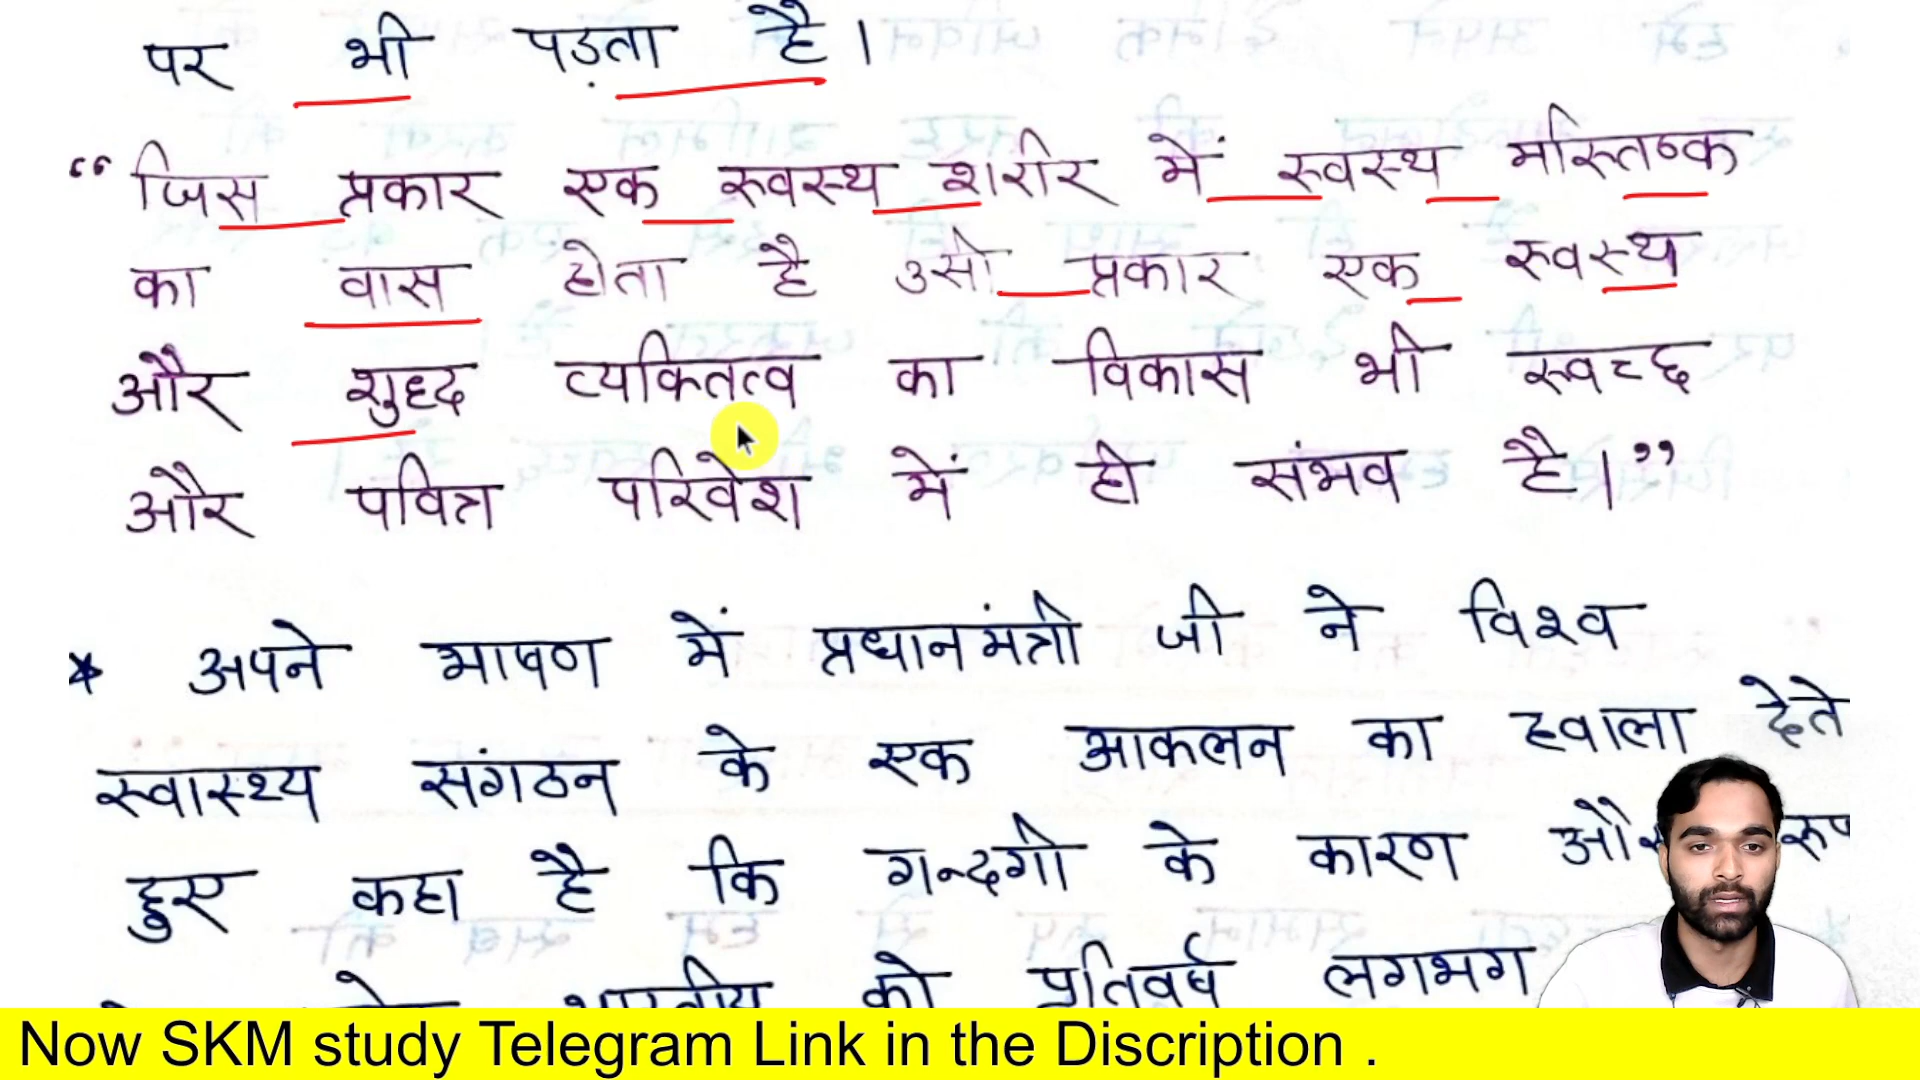 पर भी पड़ता है।
“जिस प्रकार एक स्वस्थ शरीर में स्वस्थ मस्तिष्क
का वास होता है उसी प्रकार एक स्वस्थ
और शुद्ध व्यक्तित्व का विकास भी स्वच्छ
और पवित्र परिवेश में ही संभव है।”
* अपने भाषण में प्रधानमंत्री जी ने विश्व
स्वास्थ्य संगठन के एक आकलन का हवाला देते
हुए कहा है कि गन्दगी के कारण
को प्रतिवर्ष लगभग
Now SKM study Telegram Link in the Discription .